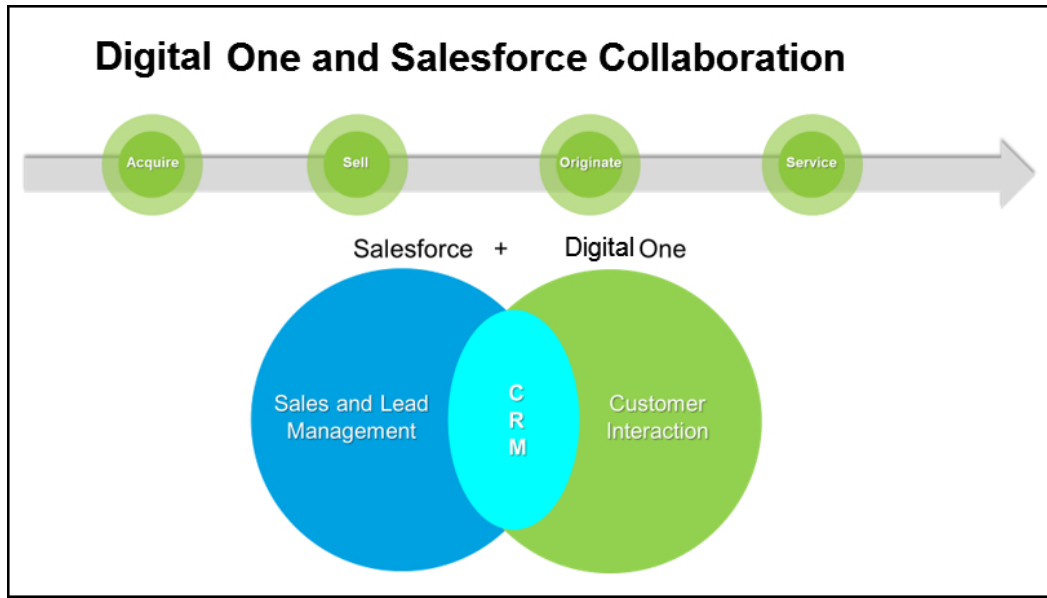 Digital One and Salesforce Collaboration
Acquire
Sell
Originate
Service
Salesforce + Digital One
Sales and Lead
Management
C
R
M
Customer
Interaction